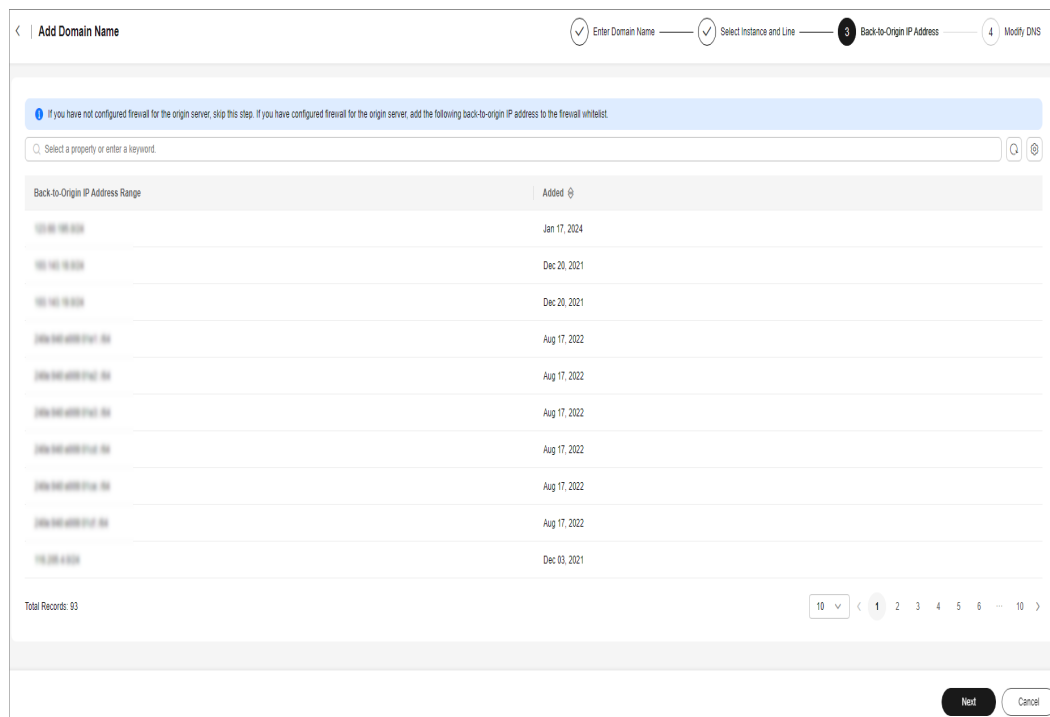 Add Domain Name
Enter Domain Name
Select Instance and Line
3 Back-to-Origin IP Address
4 Modify DNS
If you have not configured firewall for the origin server, skip this step. If you have configured firewall for the origin server, add the following back-to-origin IP address to the firewall whitelist.
Select a property or enter a keyword.
Back-to-Origin IP Address Range Added
Jan 17, 2024
Dec 20, 2021
Dec 20, 2021
Aug 17, 2022
Aug 17, 2022
Aug 17, 2022
Aug 17, 2022
Aug 17, 2022
Aug 17, 2022
Dec 03, 2021
Total Records: 93 10 1 2 3 4 5 6 ... 10
Next Cancel